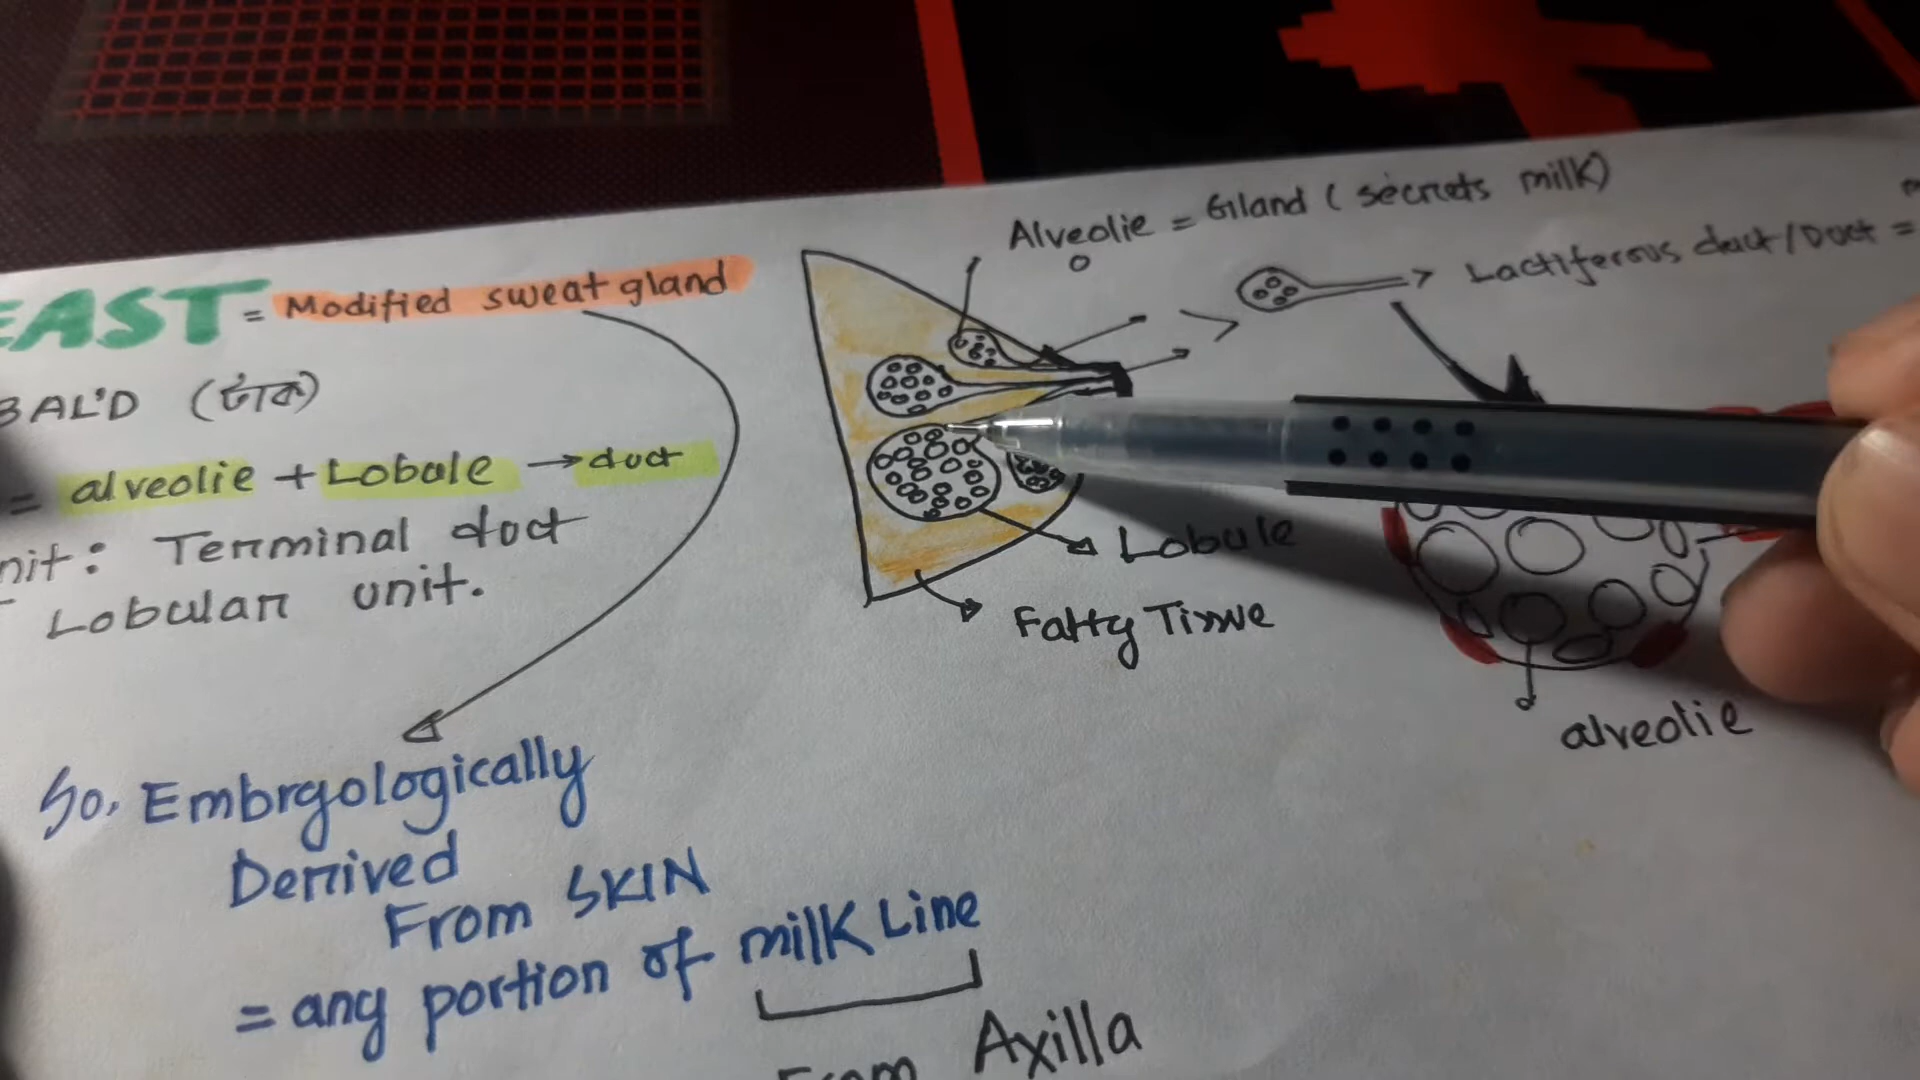 EAST = Modified sweat gland
BAL'D (টাক)
= alveolie + Lobule → duct
nit: Terminal duct
Lobular unit.
So, Embryologically
Derived
From SKIN
= any portion of milk Line
From Axilla
Alveolie = Gland (secrets milk)
Lactiferous duct/Duct =
Lobule
Fatty Tissue
alveolie